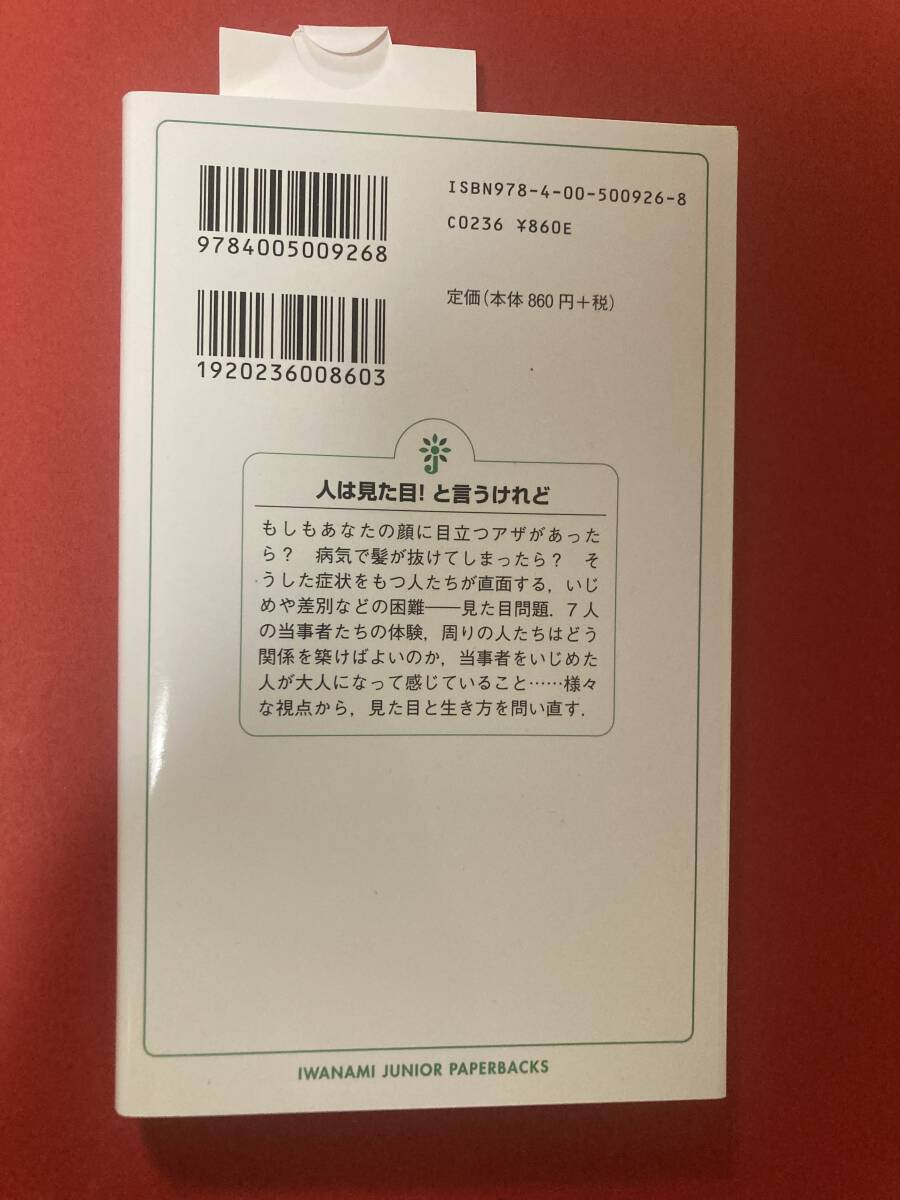 ISBN978-4-00-500926-8
C0236 ¥860E
9784005009268
定価(本体 860 円+税)
1920236008603
人は見た目! と言うけれど
もしもあなたの顔に目立つアザがあった
ら? 病気で髪が抜けてしまったら? そ
うした症状をもつ人たちが直面する,いじ
めや差別などの困難――見た目問題.7人
の当事者たちの体験,周りの人たちはどう
関係を築けばよいのか,当事者をいじめた
人が大人になって感じていること……様々
な視点から,見た目と生き方を問い直す.
IWANAMI JUNIOR PAPERBACKS